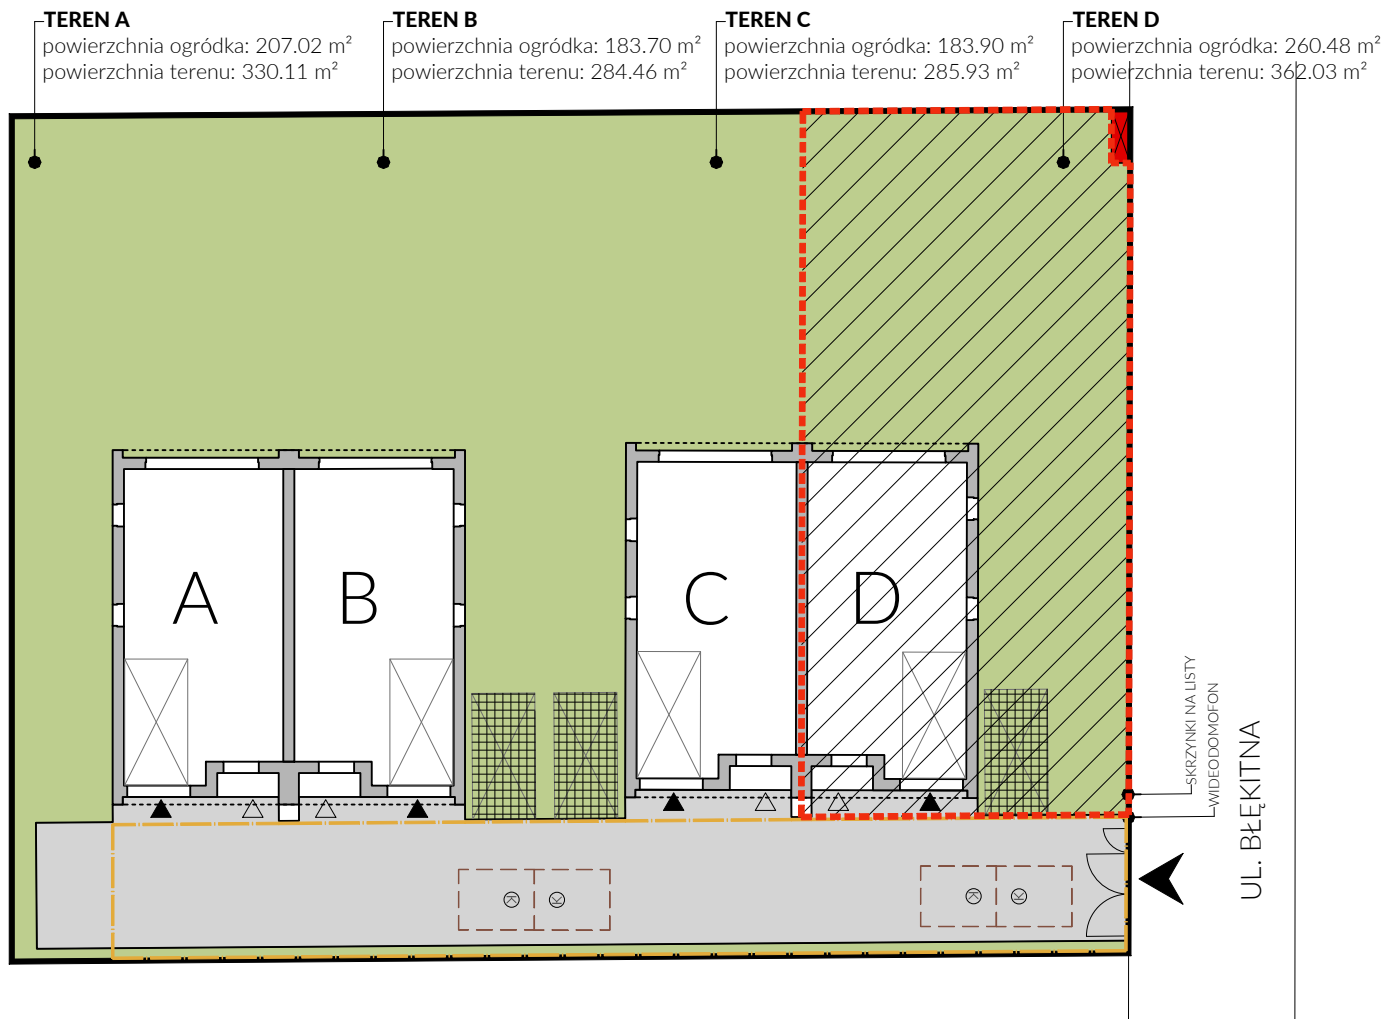 TEREN A
powierzchnia ogródka: 207.02 m²
powierzchnia terenu: 330.11 m²
TEREN B
powierzchnia ogródka: 183.70 m²
powierzchnia terenu: 284.46 m²
TEREN C
powierzchnia ogródka: 183.90 m²
powierzchnia terenu: 285.93 m²
TEREN D
powierzchnia ogródka: 260.48 m²
powierzchnia terenu: 362.03 m²
A
B
C
D
K
K
K
K
SKRZYNKI NA LISTY
WIDEODOMOFON
UL. BŁĘKITNA